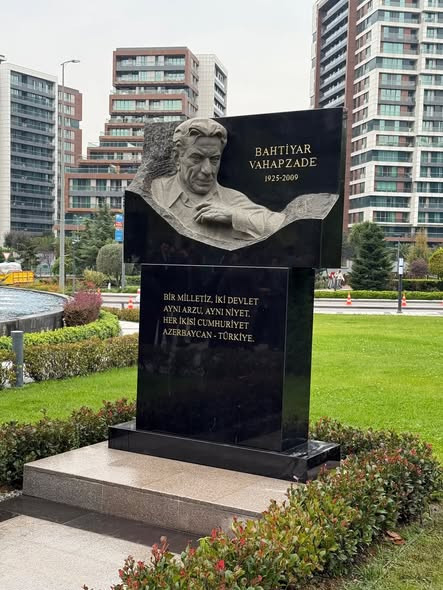 BAHTİYAR
VAHAPZADE
1925-2009
BİR MİLLETİZ, İKİ DEVLET
AYNI ARZU, AYNI NİYET.
HER İKİSİ CUMHURİYET
AZERBAYCAN - TÜRKİYE.